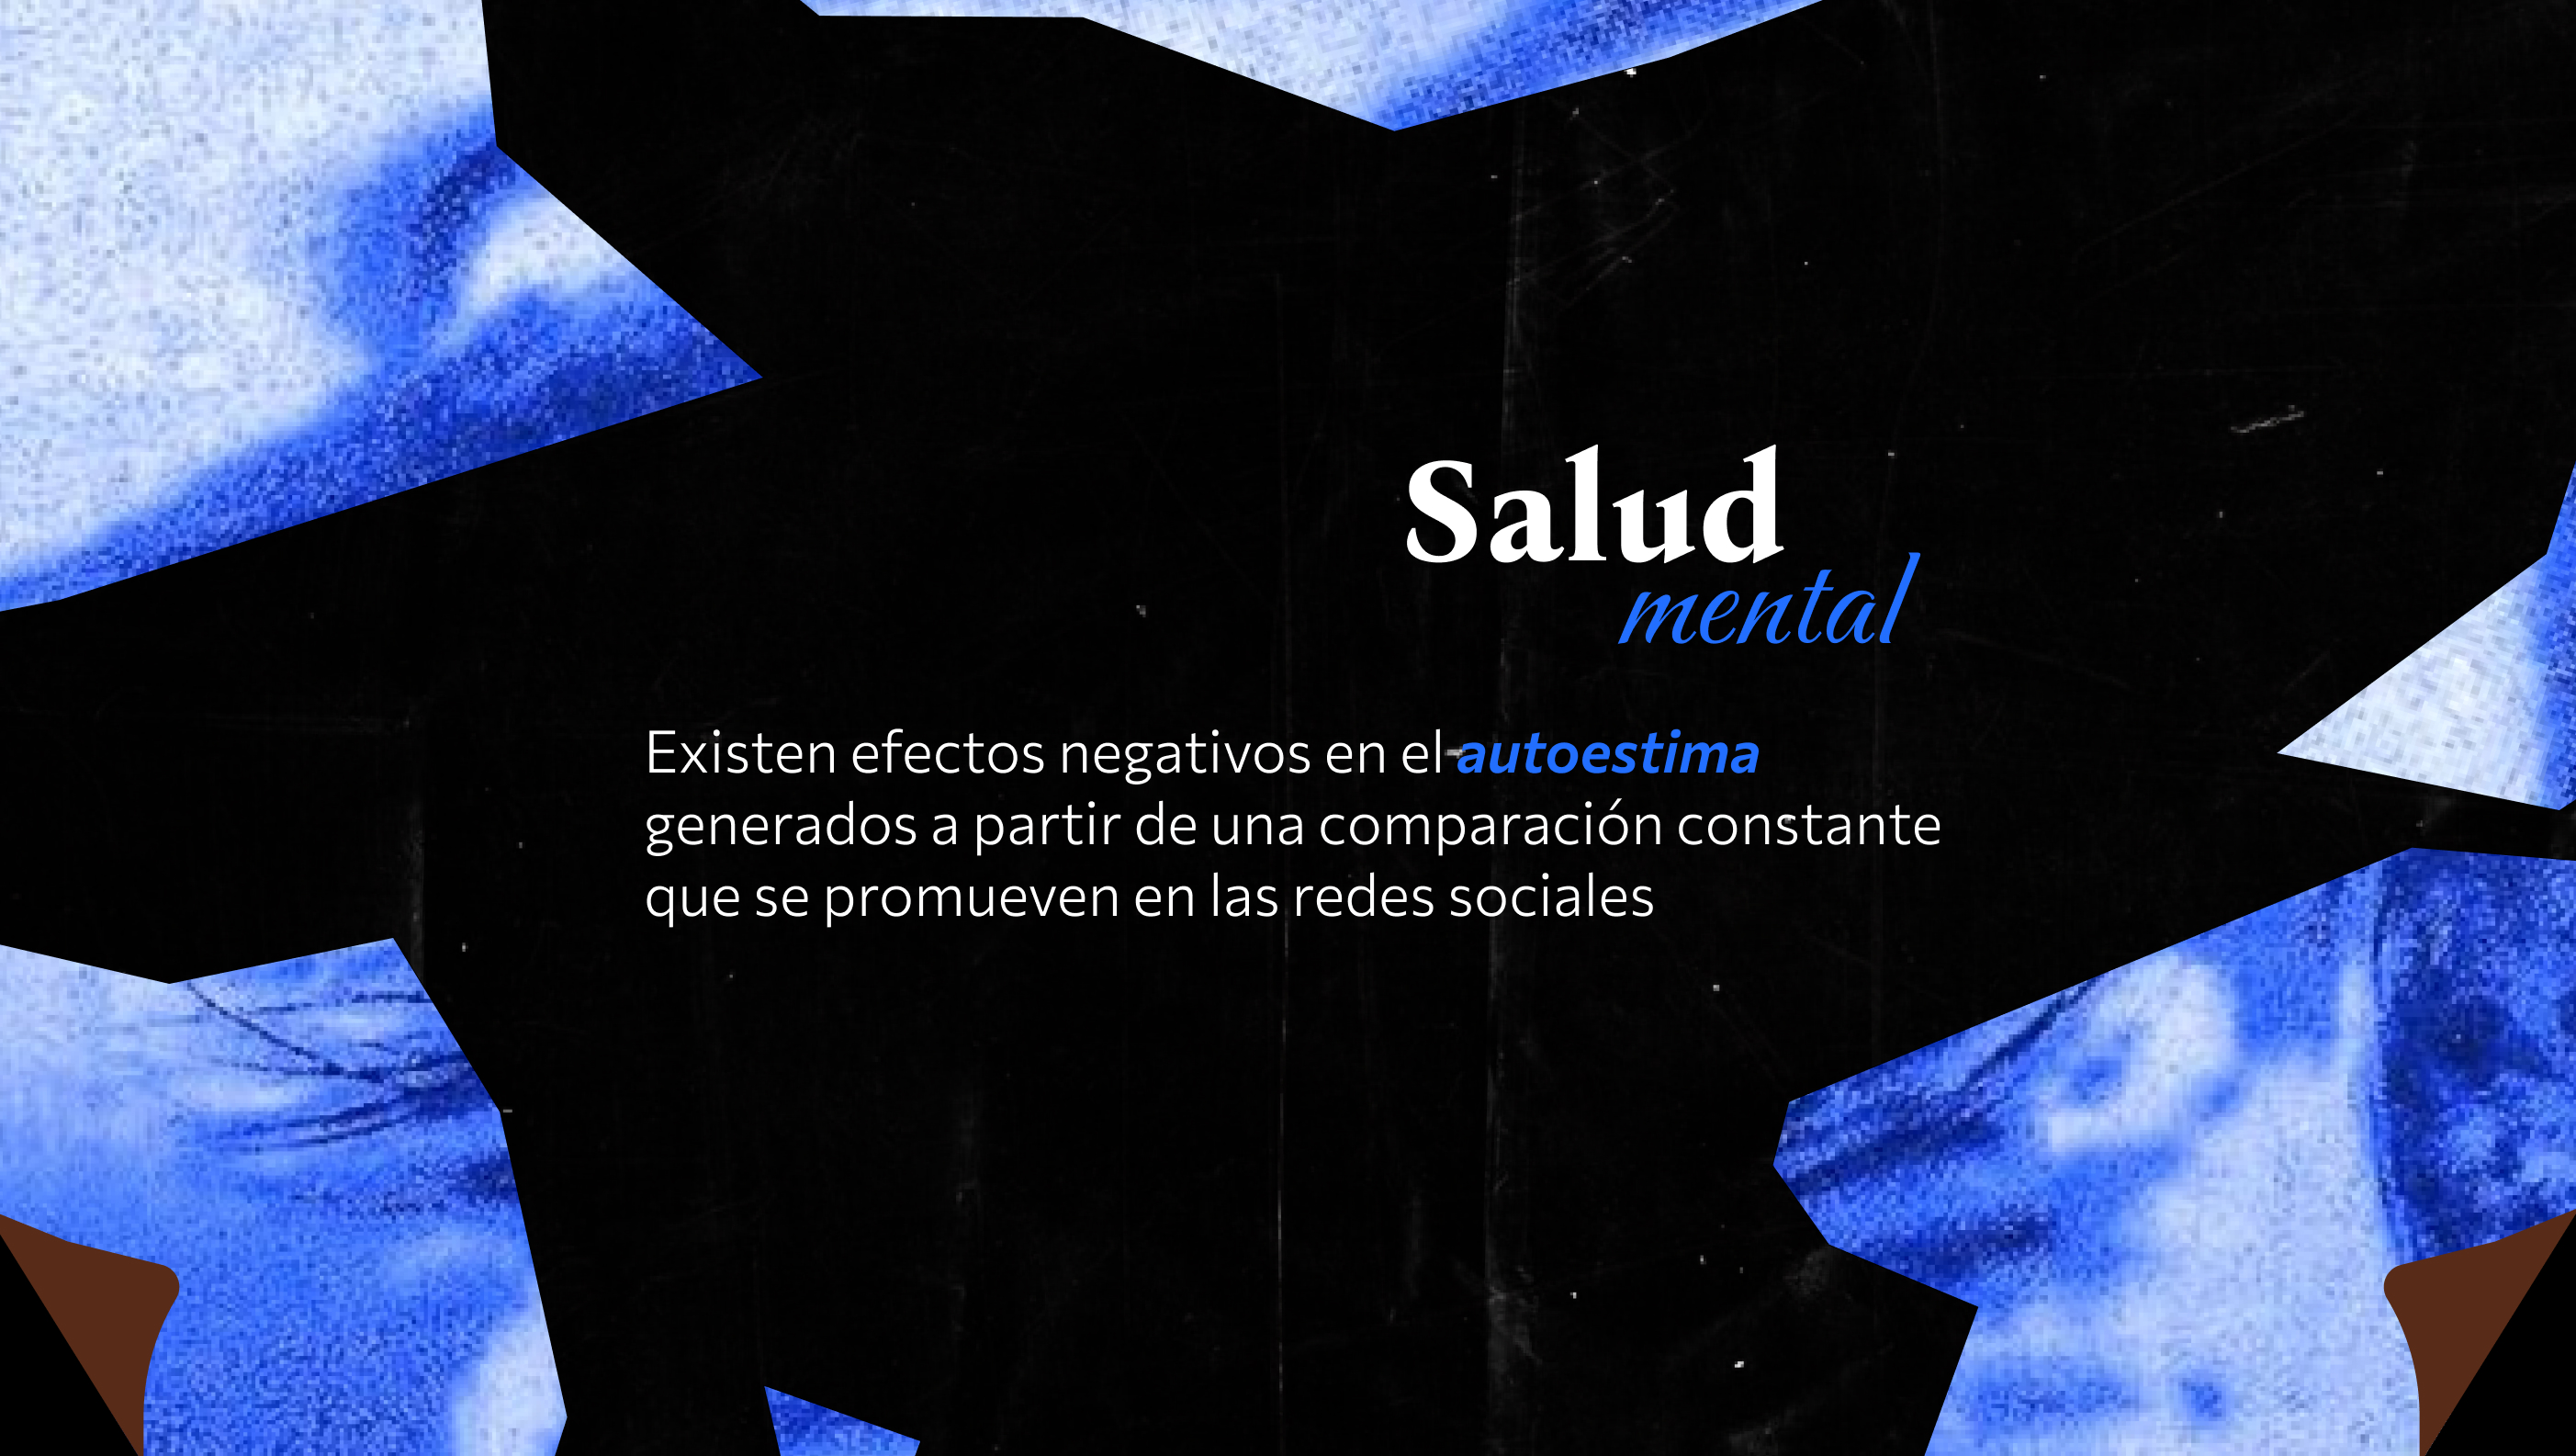 Salud
mental
Existen efectos negativos en el autoestima
generados a partir de una comparación constante
que se promueven en las redes sociales